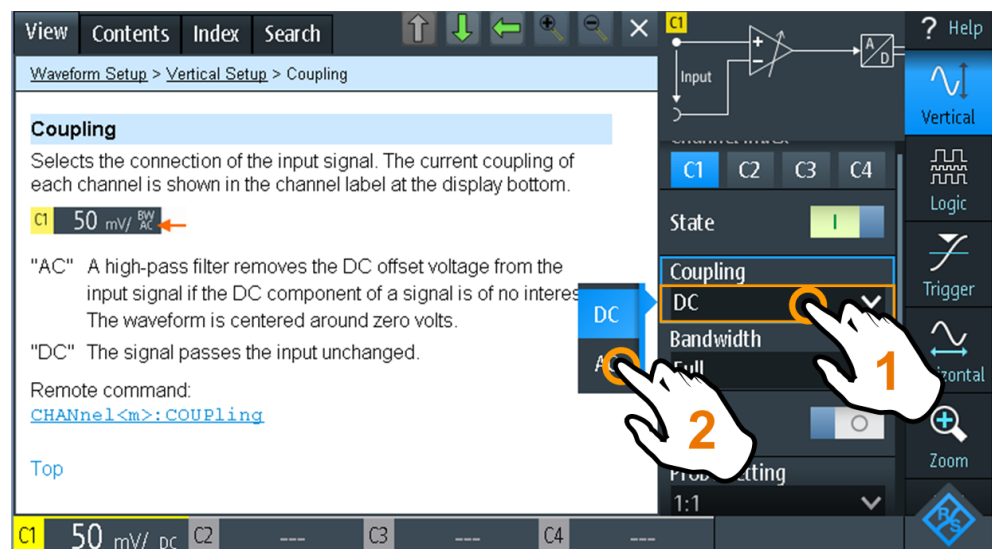 View Contents Index Search
Waveform Setup > Vertical Setup > Coupling
Coupling
Selects the connection of the input signal. The current coupling of
each channel is shown in the channel label at the display bottom.
C1 50 mV/ BW AC
"AC" A high-pass filter removes the DC offset voltage from the
input signal if the DC component of a signal is of no interes
The waveform is centered around zero volts.
"DC" The signal passes the input unchanged.
Remote command:
CHANnel<m>:COUPling
Top
C1
Input
A/D
C1 C2 C3 C4
State
I
Coupling
DC
DC
Bandwidth
Full
1
2
O
1:1
? Help
Vertical
Logic
Trigger
Zoom
R&S
C1 50 mV/ DC C2 --- C3 --- C4 ---